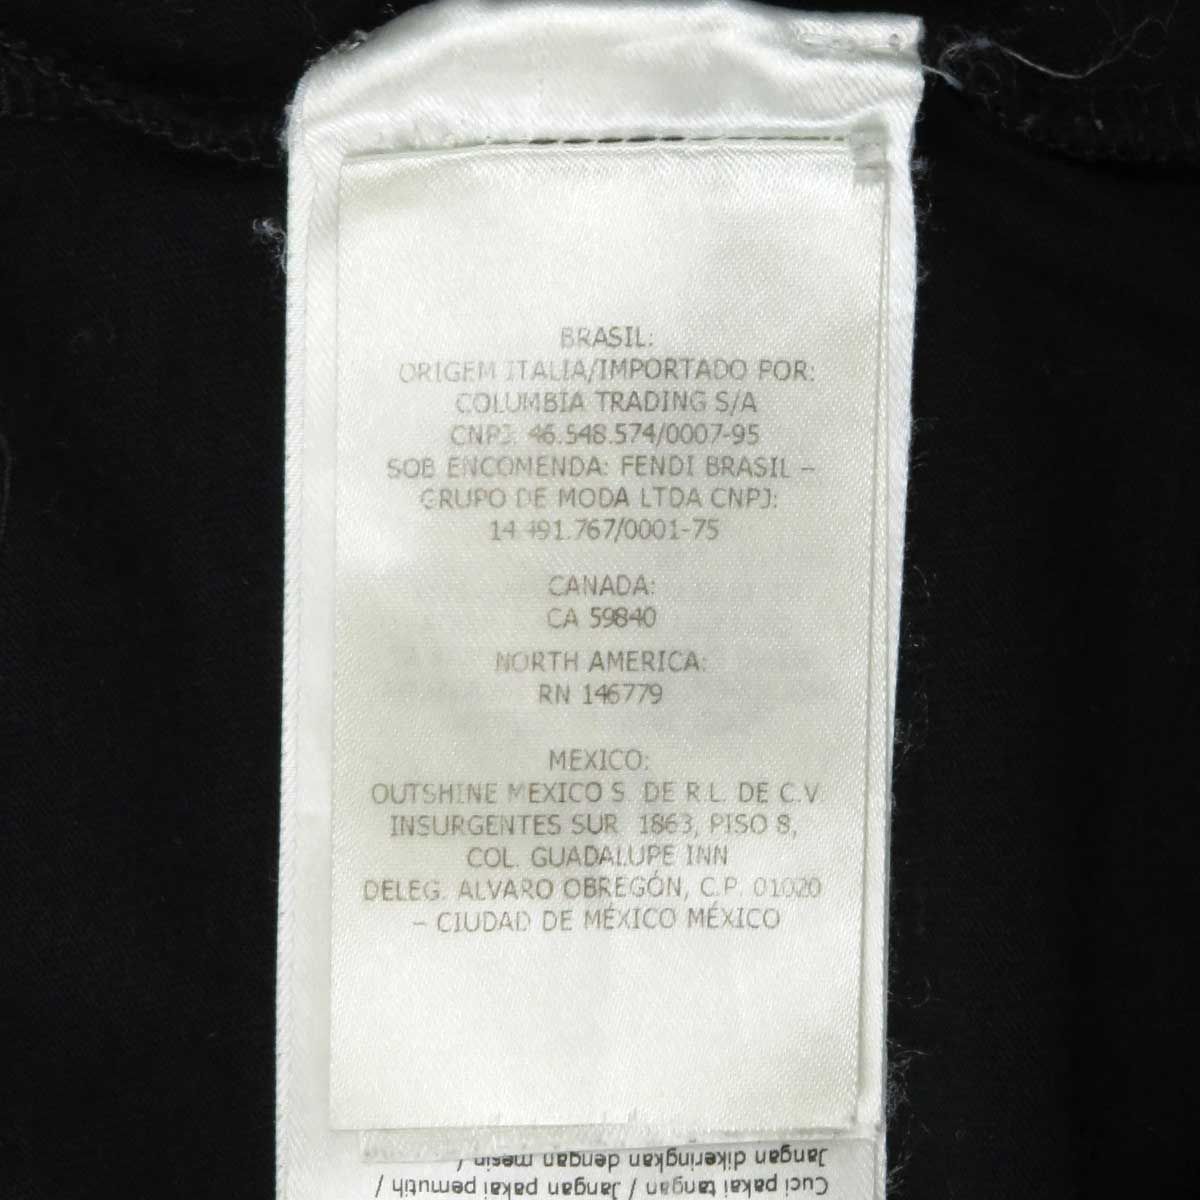 BRASIL:
ORIGEM ITALIA/IMPORTADO POR:
COLUMBIA TRADING S/A
CNPJ: 46.548.574/0007-95
SOB ENCOMENDA: FENDI BRASIL –
GRUPO DE MODA LTDA CNPJ:
14.491.767/0001-75
CANADA:
CA 59840
NORTH AMERICA:
RN 146779
MEXICO:
OUTSHINE MEXICO S DE R.L. DE C.V
INSURGENTES SUR 1863, PISO 8,
COL. GUADALUPE INN
DELEG. ALVARO OBREGÓN, C.P. 01020
– CIUDAD DE MÉXICO MÉXICO
Cuci pakai tangan / Jangan pakai pemutih /
Jangan dikeringkan dengan mesin /